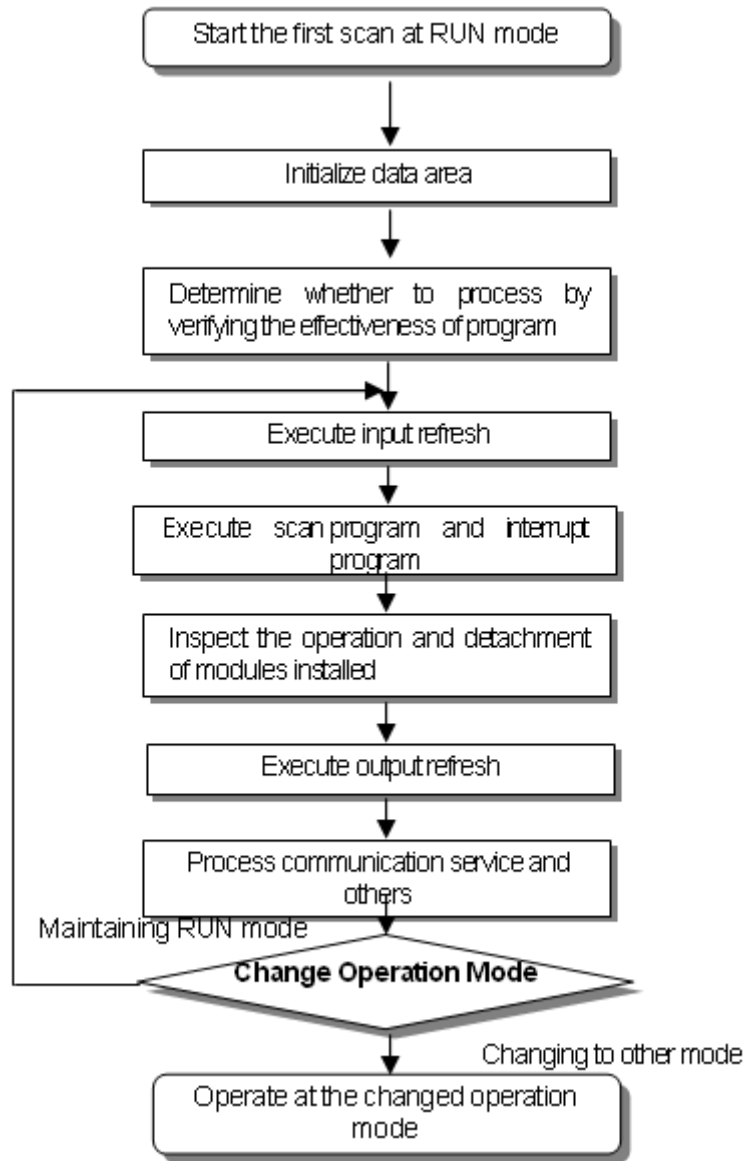 Start the first scan at RUN mode
Initialize data area
Determine whether to process by
verifying the effectiveness of program
Execute input refresh
Execute scan program and interrupt
program
Inspect the operation and detachment
of modules installed
Execute output refresh
Process communication service and
others
Maintaining RUN mode
Change Operation Mode
Changing to other mode
Operate at the changed operation
mode